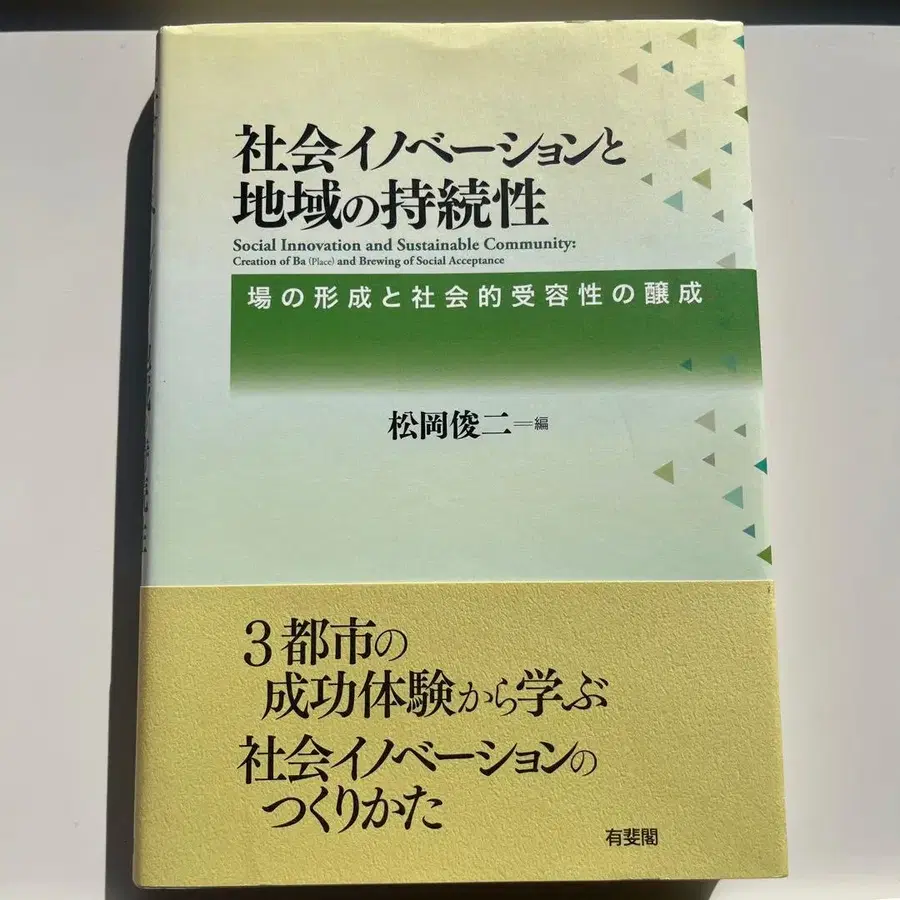 社会イノベーションと
地域の持続性
Social Innovation and Sustainable Community:
Creation of Ba (Place) and Brewing of Social Acceptance
場の形成と社会的受容性の醸成
松岡俊二=編
3都市の
成功体験から学ぶ
社会イノベーションの
つくりかた
有斐閣